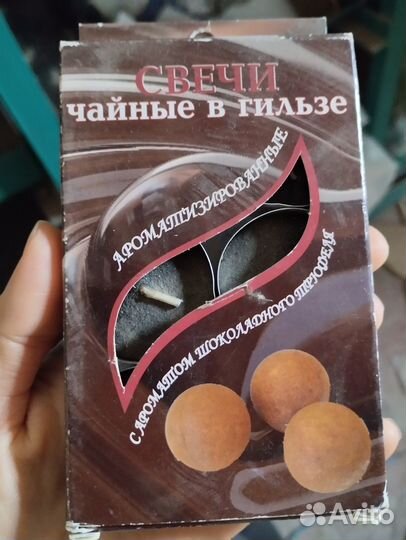 СВЕЧИ
чайные в гильзе
АРОМАТИЗИРОВАННЫЕ
С АРОМАТОМ ШОКОЛАДНОГО ТРЮФЕЛЯ
Avito